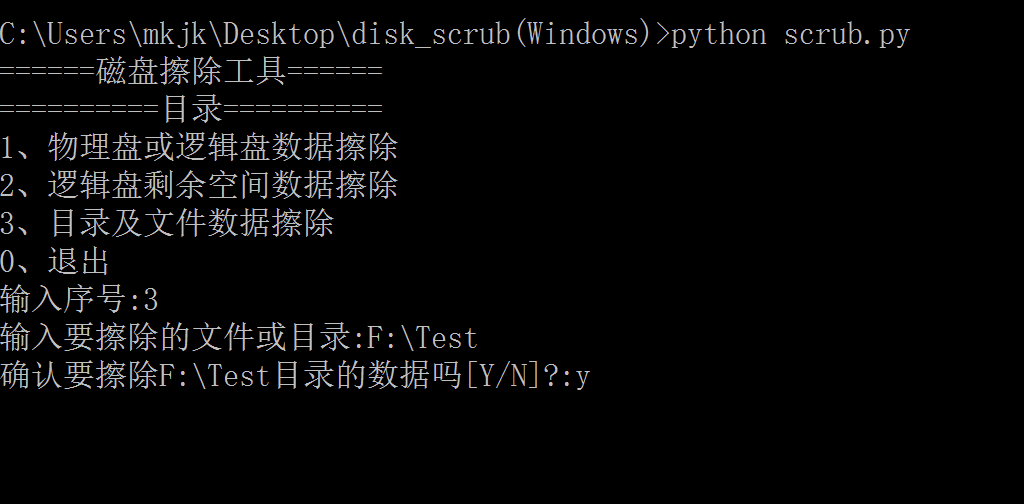 C:\Users\mkjk\Desktop\disk_scrub(Windows)>python scrub.py
======磁盘擦除工具======
==========目录==========
1、物理盘或逻辑盘数据擦除
2、逻辑盘剩余空间数据擦除
3、目录及文件数据擦除
0、退出
输入序号:3
输入要擦除的文件或目录:F:\Test
确认要擦除F:\Test目录的数据吗[Y/N]?:y